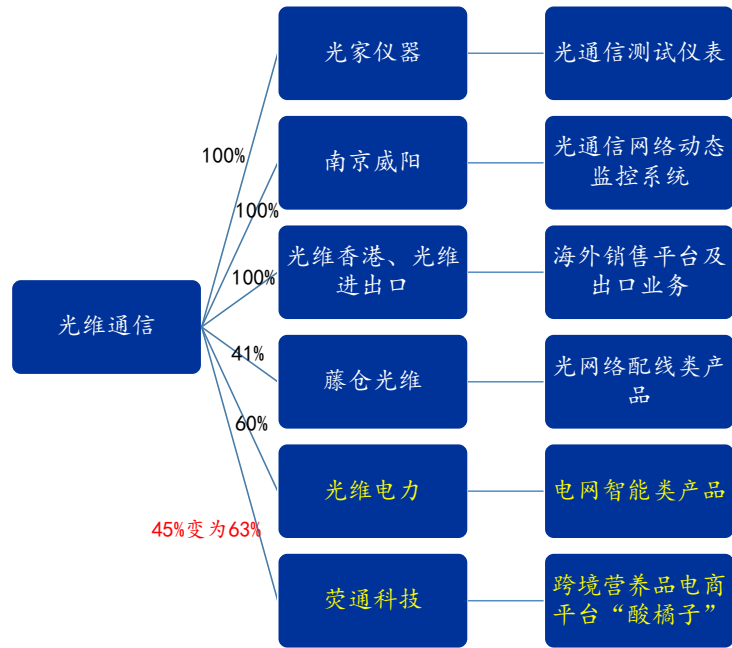 光家仪器
光通信测试仪表
100%
南京威阳
光通信网络动态
监控系统
100%
光维香港、光维
进出口
海外销售平台及
出口业务
100%
光维通信
41%
藤仓光维
光网络配线类产
品
60%
光维电力
电网智能类产品
45%变为63%
荧通科技
跨境营养品电商
平台“酸橘子”